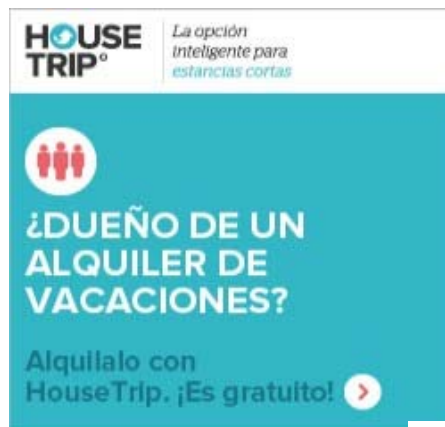 HOUSE
TRIP°
La opción
inteligente para
estancias cortas
¿DUEÑO DE UN
ALQUILER DE
VACACIONES?
Alquilalo con
HouseTrip. ¡Es gratuito!